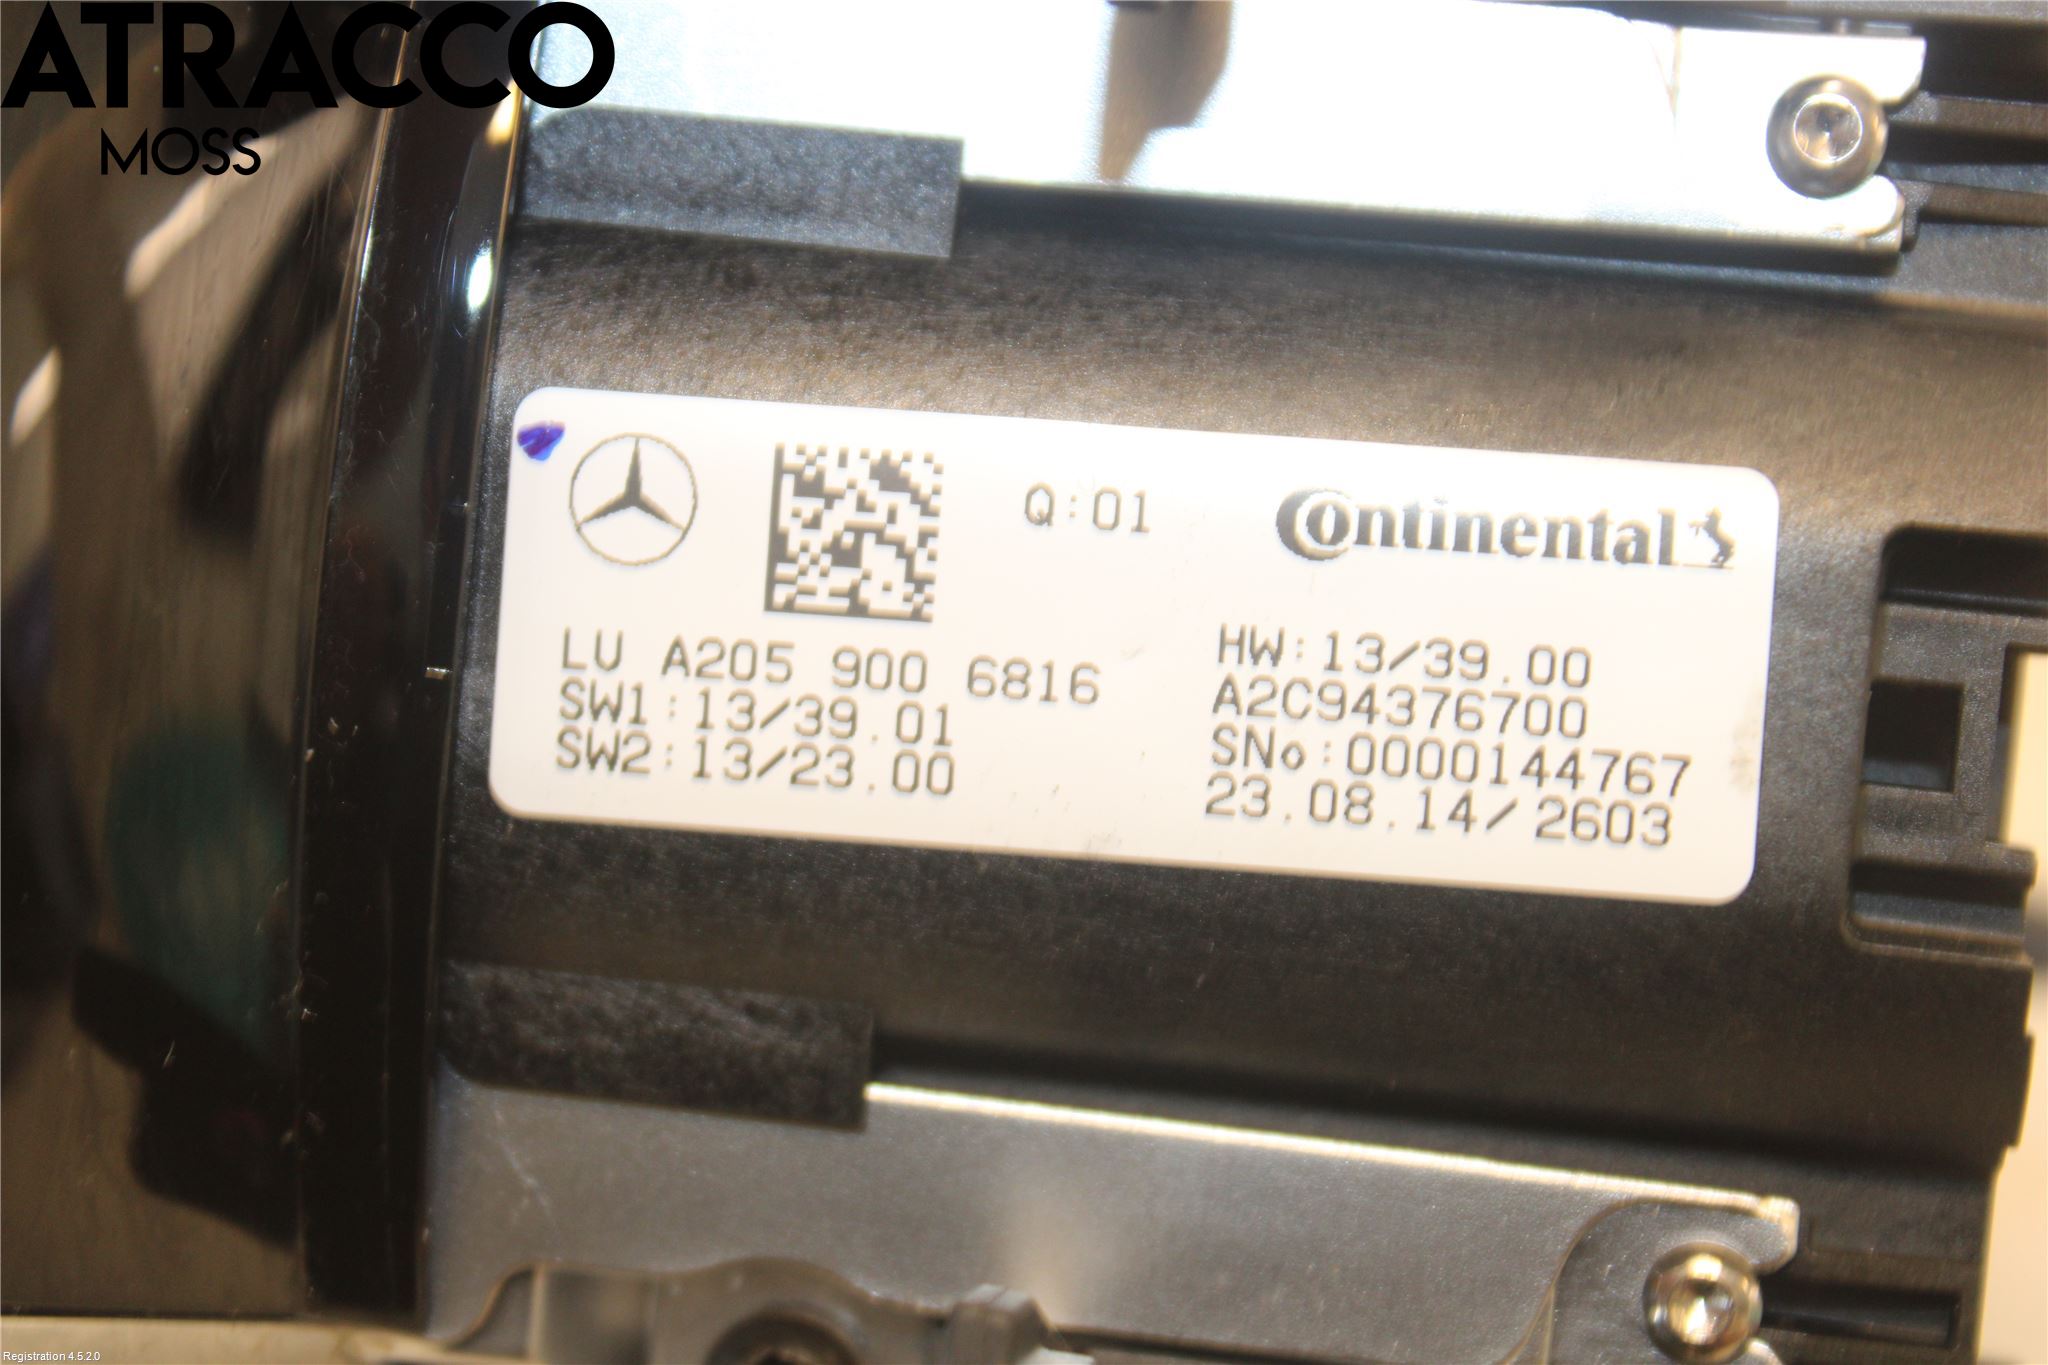 ATRACCO
MOSS
Q:01
Continental
LU A205 900 6816
SW1:13/39.01
SW2:13/23.00
HW:13/39.00
A2C94376700
SNo:0000144767
23.08.14/2603
Registration 4.5.2.0